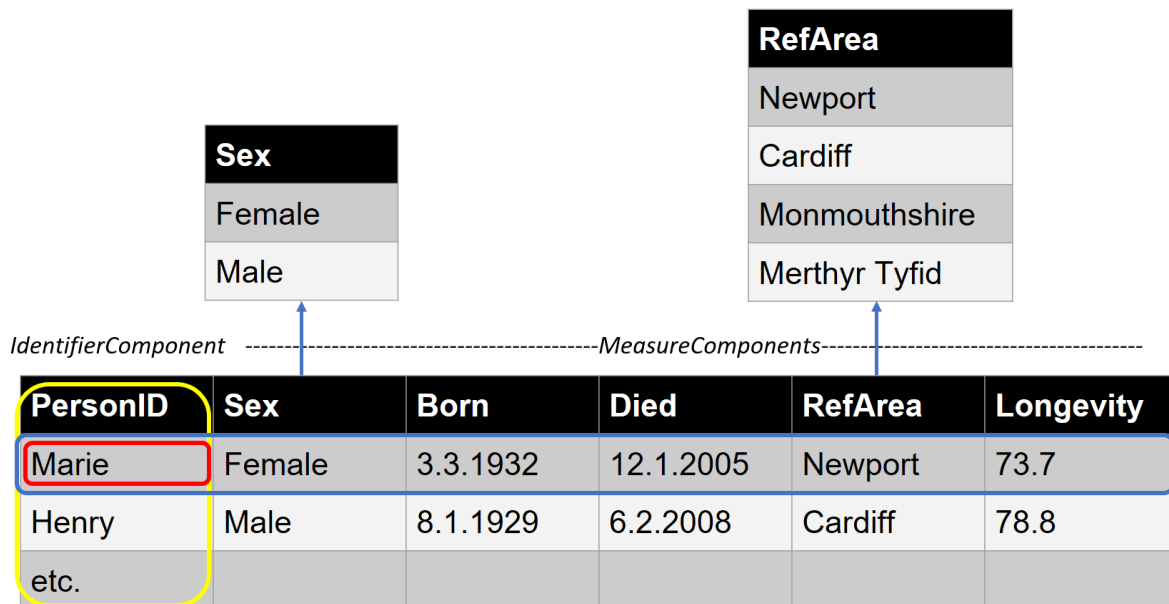 RefArea
Newport
Cardiff
Monmouthshire
Merthyr Tyfid
Sex
Female
Male
IdentifierComponent ----------------------------------------MeasureComponents------------------------------------
PersonID Sex Born Died RefArea Longevity
Marie Female 3.3.1932 12.1.2005 Newport 73.7
Henry Male 8.1.1929 6.2.2008 Cardiff 78.8
etc.